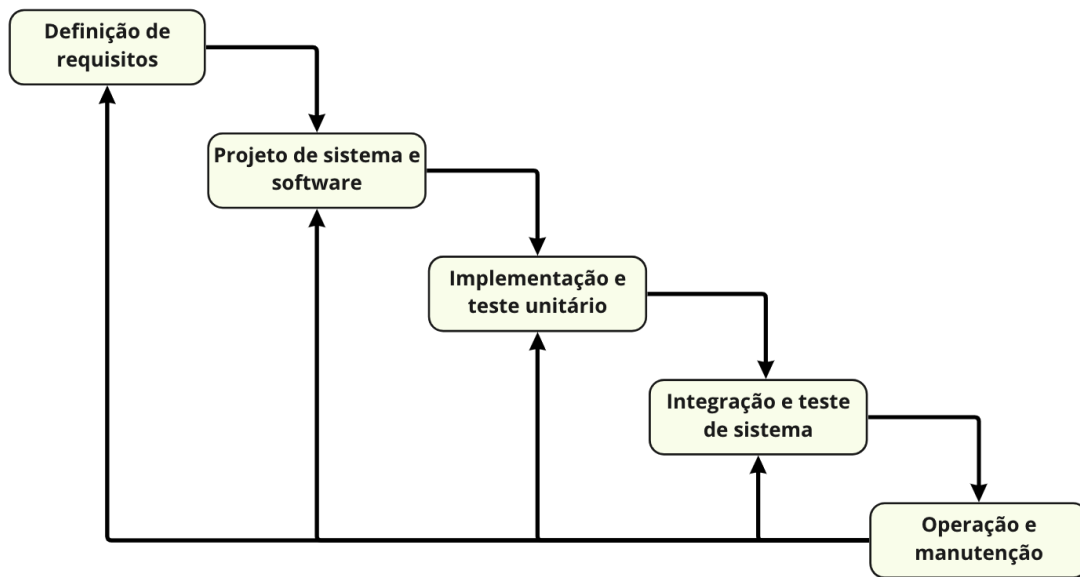 Definição de
requisitos
Projeto de sistema e
software
Implementação e
teste unitário
Integração e teste
de sistema
Operação e
manutenção